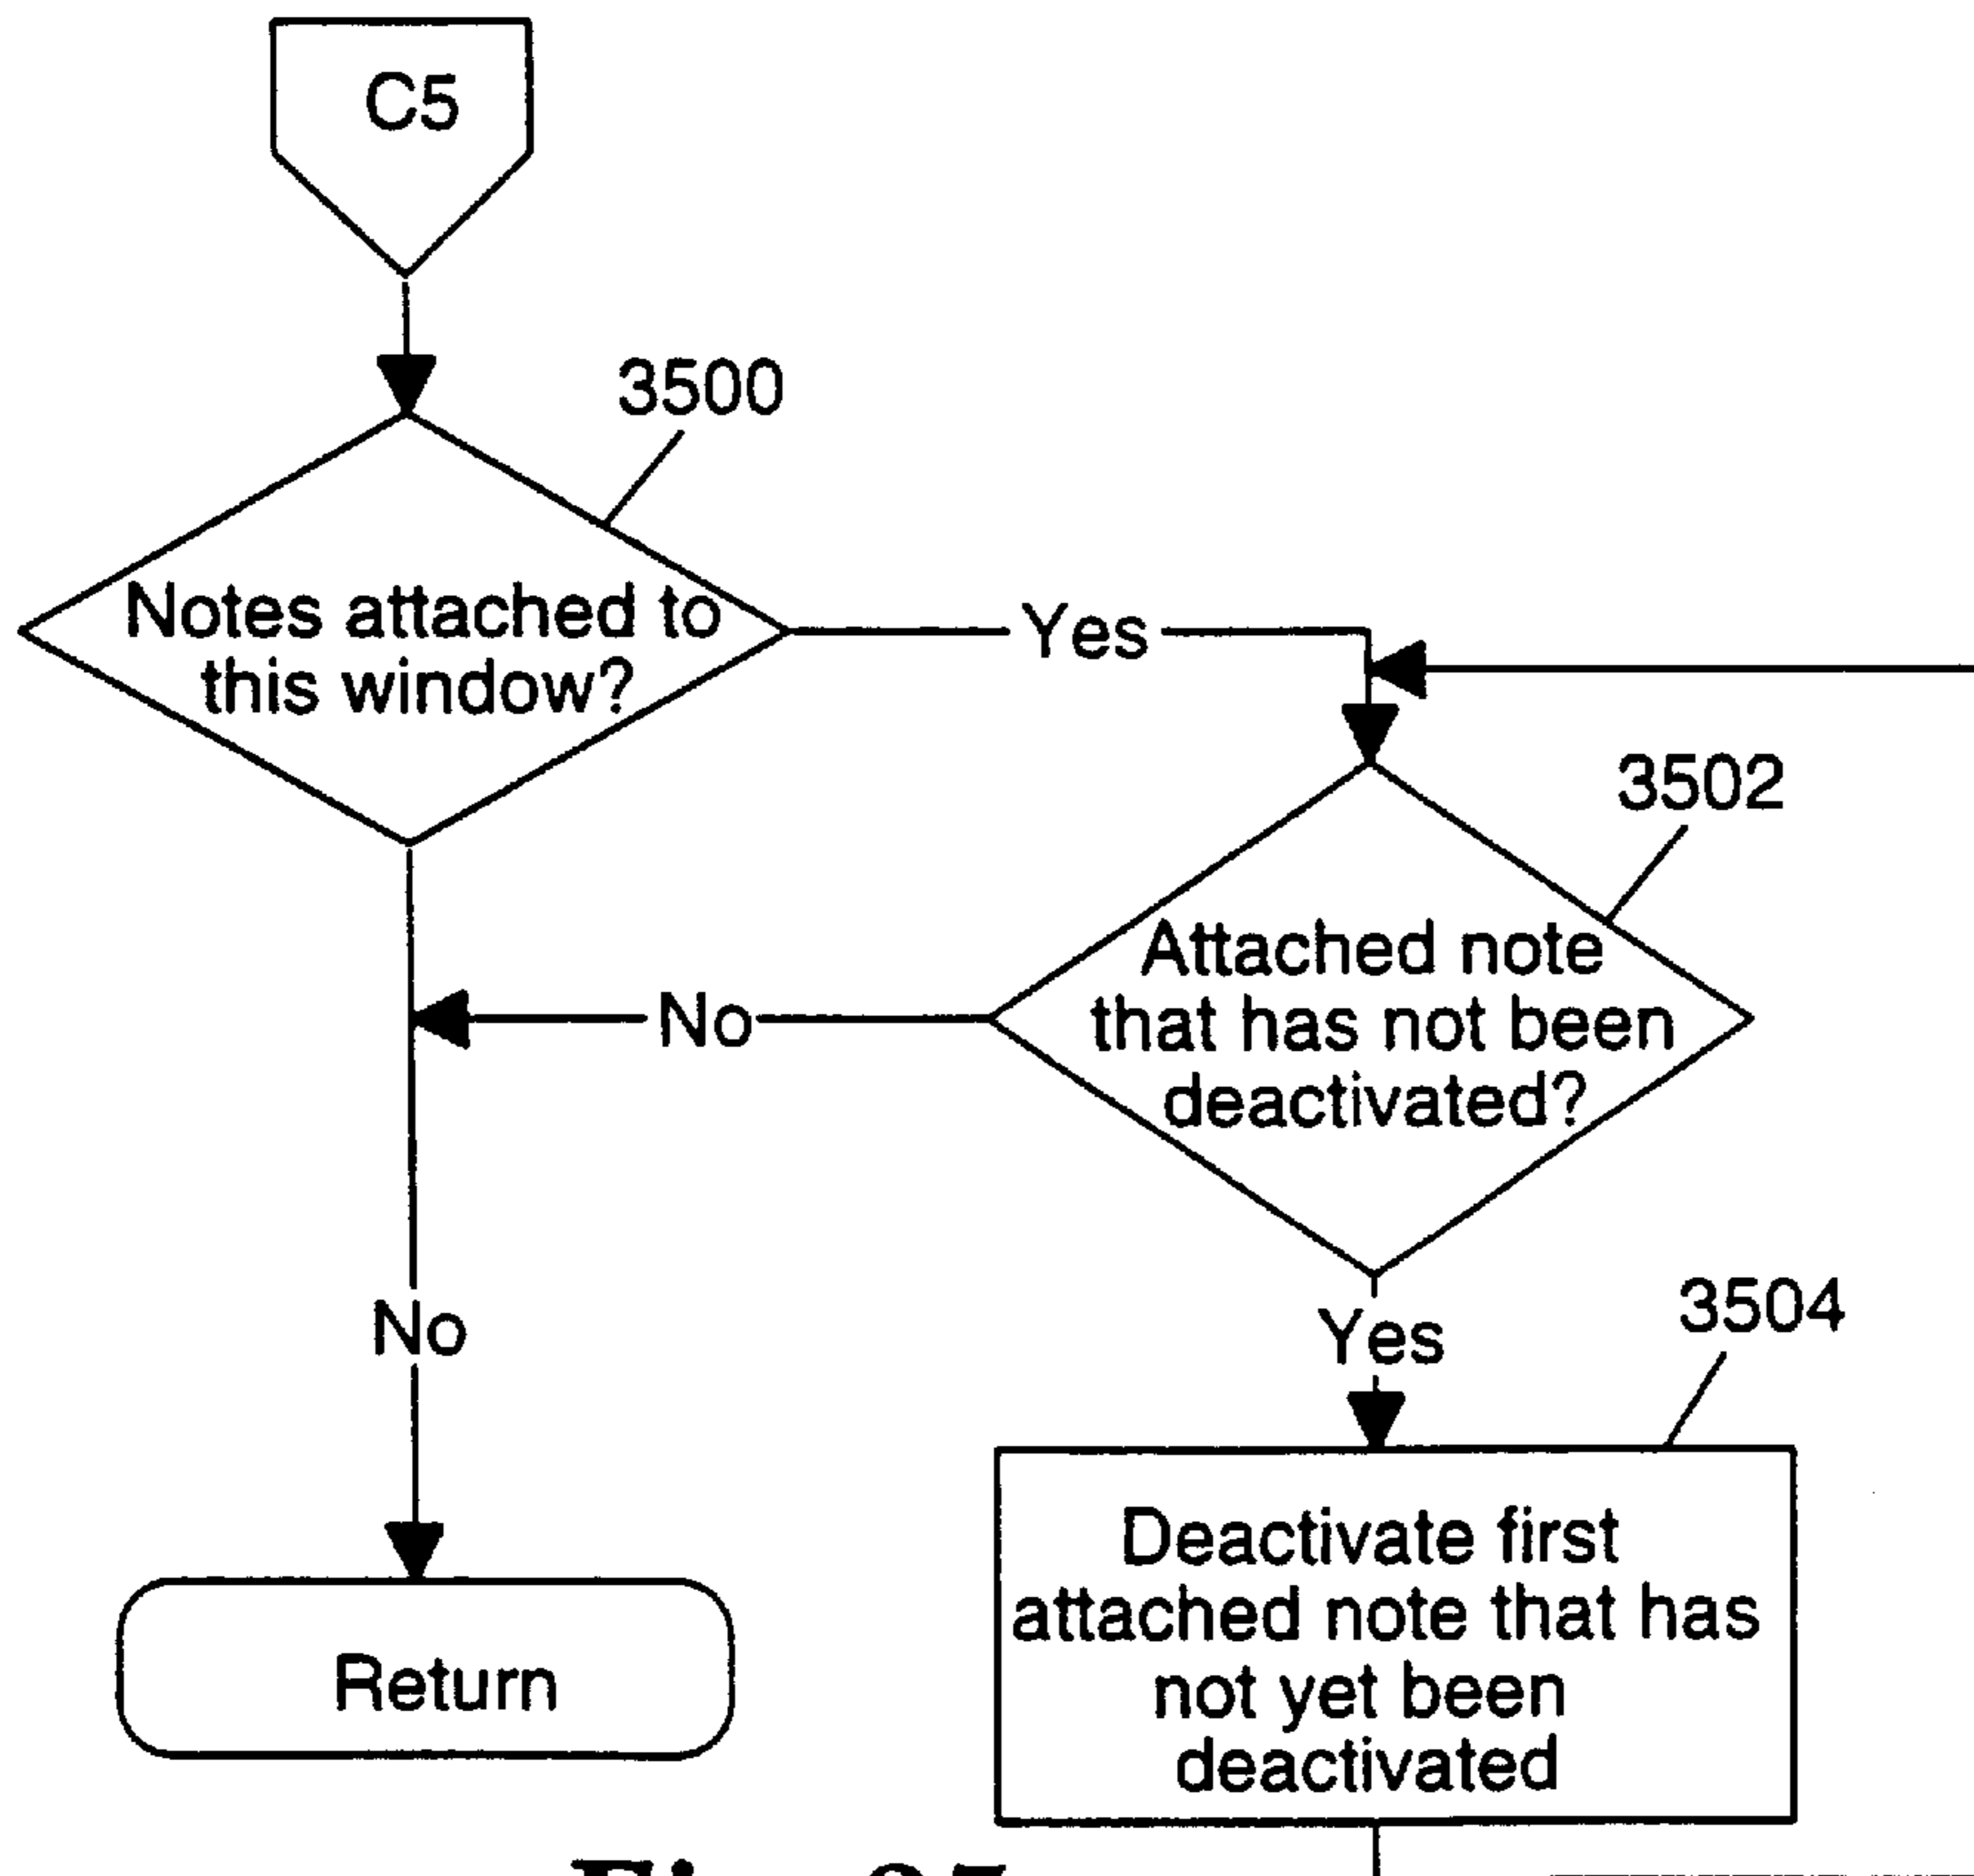 C5
3500
Notes attached to
this window?
Yes
3502
Attached note
that has not been
deactivated?
No
No
Yes
3504
Deactivate first
attached note that has
not yet been
deactivated
Return